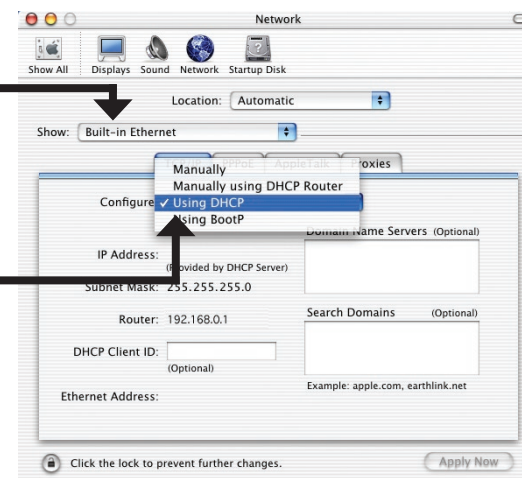 Network
Show All Displays Sound Network Startup Disk
Location: Automatic
Show: Built-in Ethernet
PPPoE AppleTalk Proxies
Manually
Manually using DHCP Router
Configure ✓ Using DHCP
Using BootP
Domain Name Servers (Optional)
IP Address:
(Provided by DHCP Server)
Subnet Mask: 255.255.255.0
Router: 192.168.0.1
Search Domains (Optional)
DHCP Client ID:
(Optional)
Example: apple.com, earthlink.net
Ethernet Address:
Click the lock to prevent further changes.
Apply Now